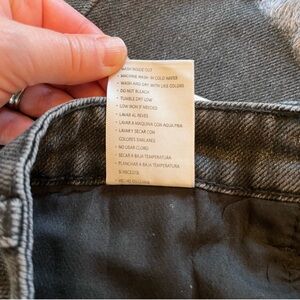 WASH INSIDE OUT
• MACHINE WASH IN COLD WATER
• WASH AND DRY WITH LIKE COLORS
• DO NOT BLEACH
• TUMBLE DRY LOW
• LOW IRON IF NEEDED
• LAVAR AL REVES
• LAVAR A MAQUINA CON AGUA FRIA
• LAVAR Y SECAR CON
COLORES SIMILARES
• NO USAR CLORO
• SECAR A BAJA TEMPERATURA
• PLANCHAR A BAJA TEMPERATURA
SI NECESITA